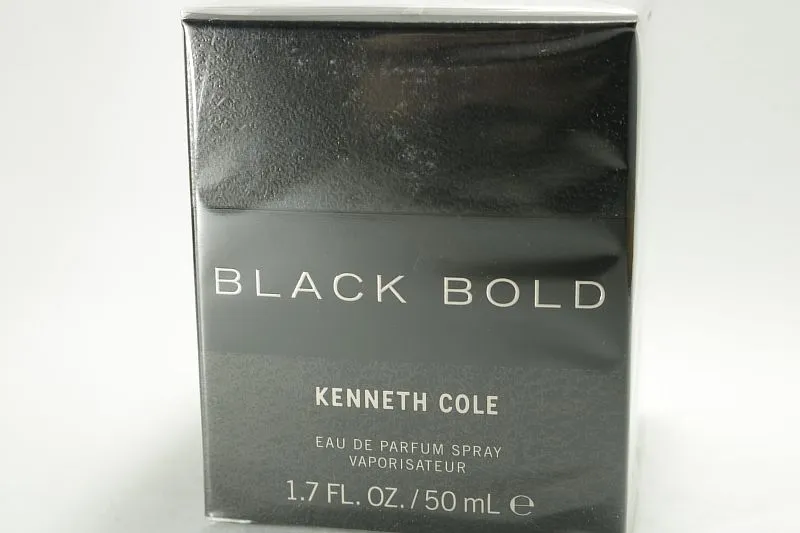 BLACK BOLD
KENNETH COLE
EAU DE PARFUM SPRAY
VAPORISATEUR
1.7 FL. OZ. / 50 mL ℮